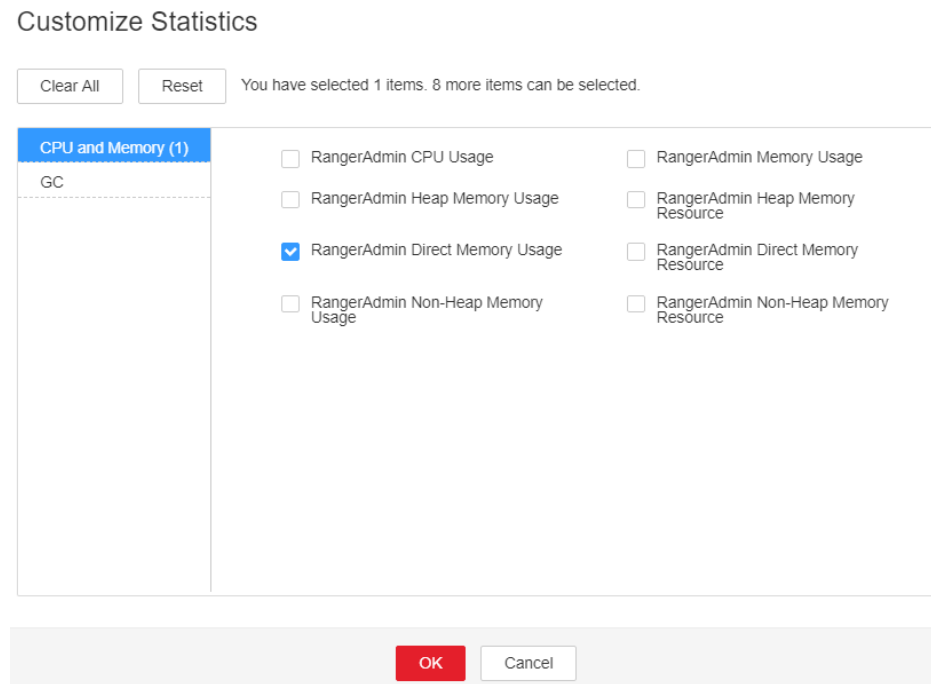 Customize Statistics
Clear All
Reset
You have selected 1 items. 8 more items can be selected.
CPU and Memory (1)
GC
RangerAdmin CPU Usage
RangerAdmin Memory Usage
RangerAdmin Heap Memory Usage
RangerAdmin Heap Memory
Resource
RangerAdmin Direct Memory Usage
RangerAdmin Direct Memory
Resource
RangerAdmin Non-Heap Memory
Usage
RangerAdmin Non-Heap Memory
Resource
OK
Cancel